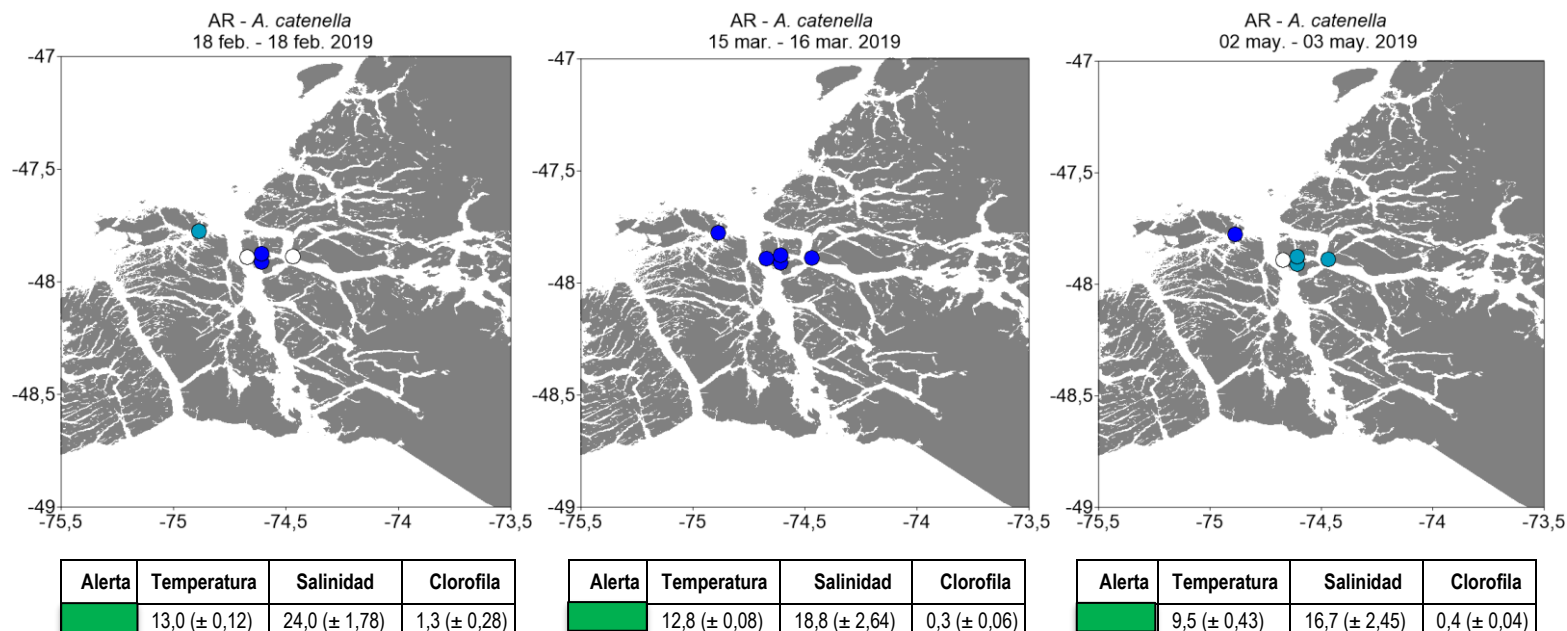 AR - A. catenella
18 feb. - 18 feb. 2019
-47
-47,5
-48
-48,5
-49
-75,5 -75 -74,5 -74 -73,5
AR - A. catenella
15 mar. - 16 mar. 2019
-47
-47,5
-48
-48,5
-49
-75,5 -75 -74,5 -74 -73,5
AR - A. catenella
02 may. - 03 may. 2019
-47
-47,5
-48
-48,5
-49
-75,5 -75 -74,5 -74 -73,5
Alerta Temperatura Salinidad Clorofila
13,0 (± 0,12) 24,0 (± 1,78) 1,3 (± 0,28)
Alerta Temperatura Salinidad Clorofila
12,8 (± 0,08) 18,8 (± 2,64) 0,3 (± 0,06)
Alerta Temperatura Salinidad Clorofila
9,5 (± 0,43) 16,7 (± 2,45) 0,4 (± 0,04)